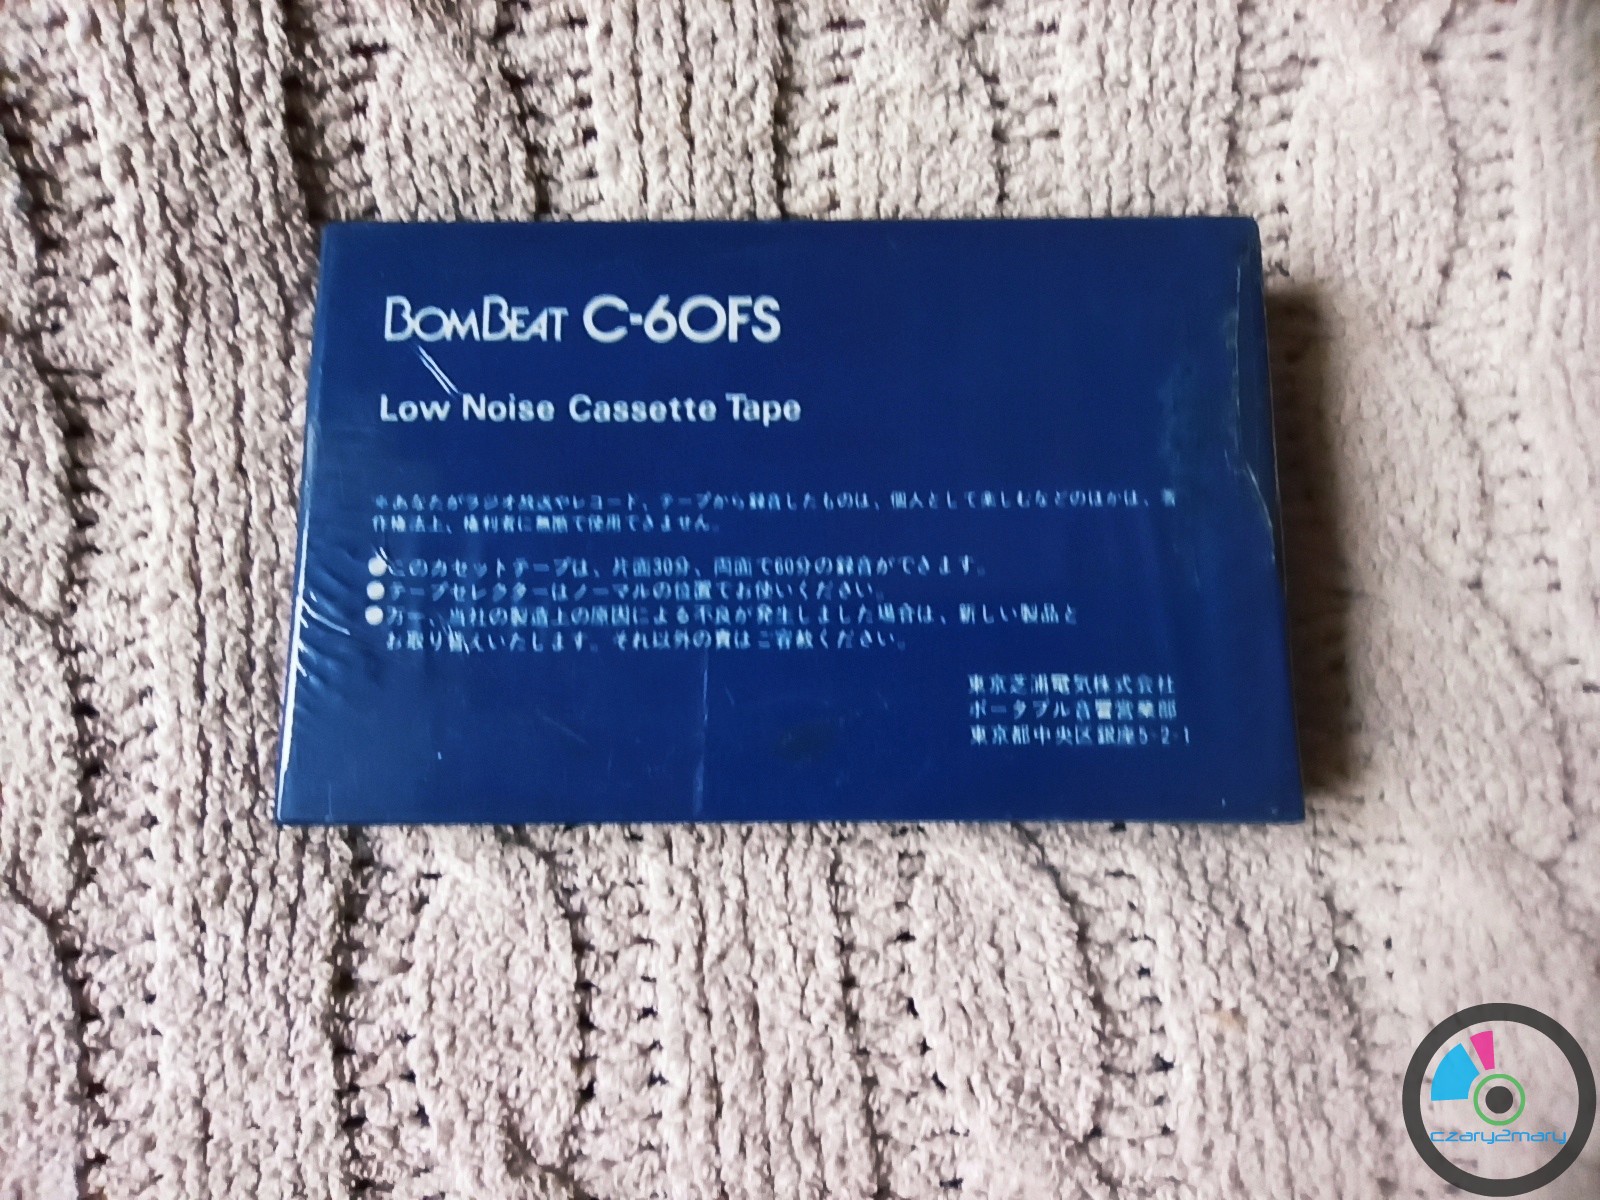 BOMBEAT C-60FS
Low Noise Cassette Tape
※あなたがラジオ放送やレコード、テープから録音したものは、個人として楽しむなどのほかは、著
作権法上、権利者に無断で使用できません。
●このカセットテープは、片面30分、両面で60分の録音ができます。
●テープセレクターはノーマルの位置でお使いください。
●万一、当社の製造上の原因による不良が発生しました場合は、新しい製品と
お取り換えいたします。それ以外の責はご容赦ください。
東京芝浦電気株式会社
ポータブル音響営業部
東京都中央区銀座5-2-1
czary2mary